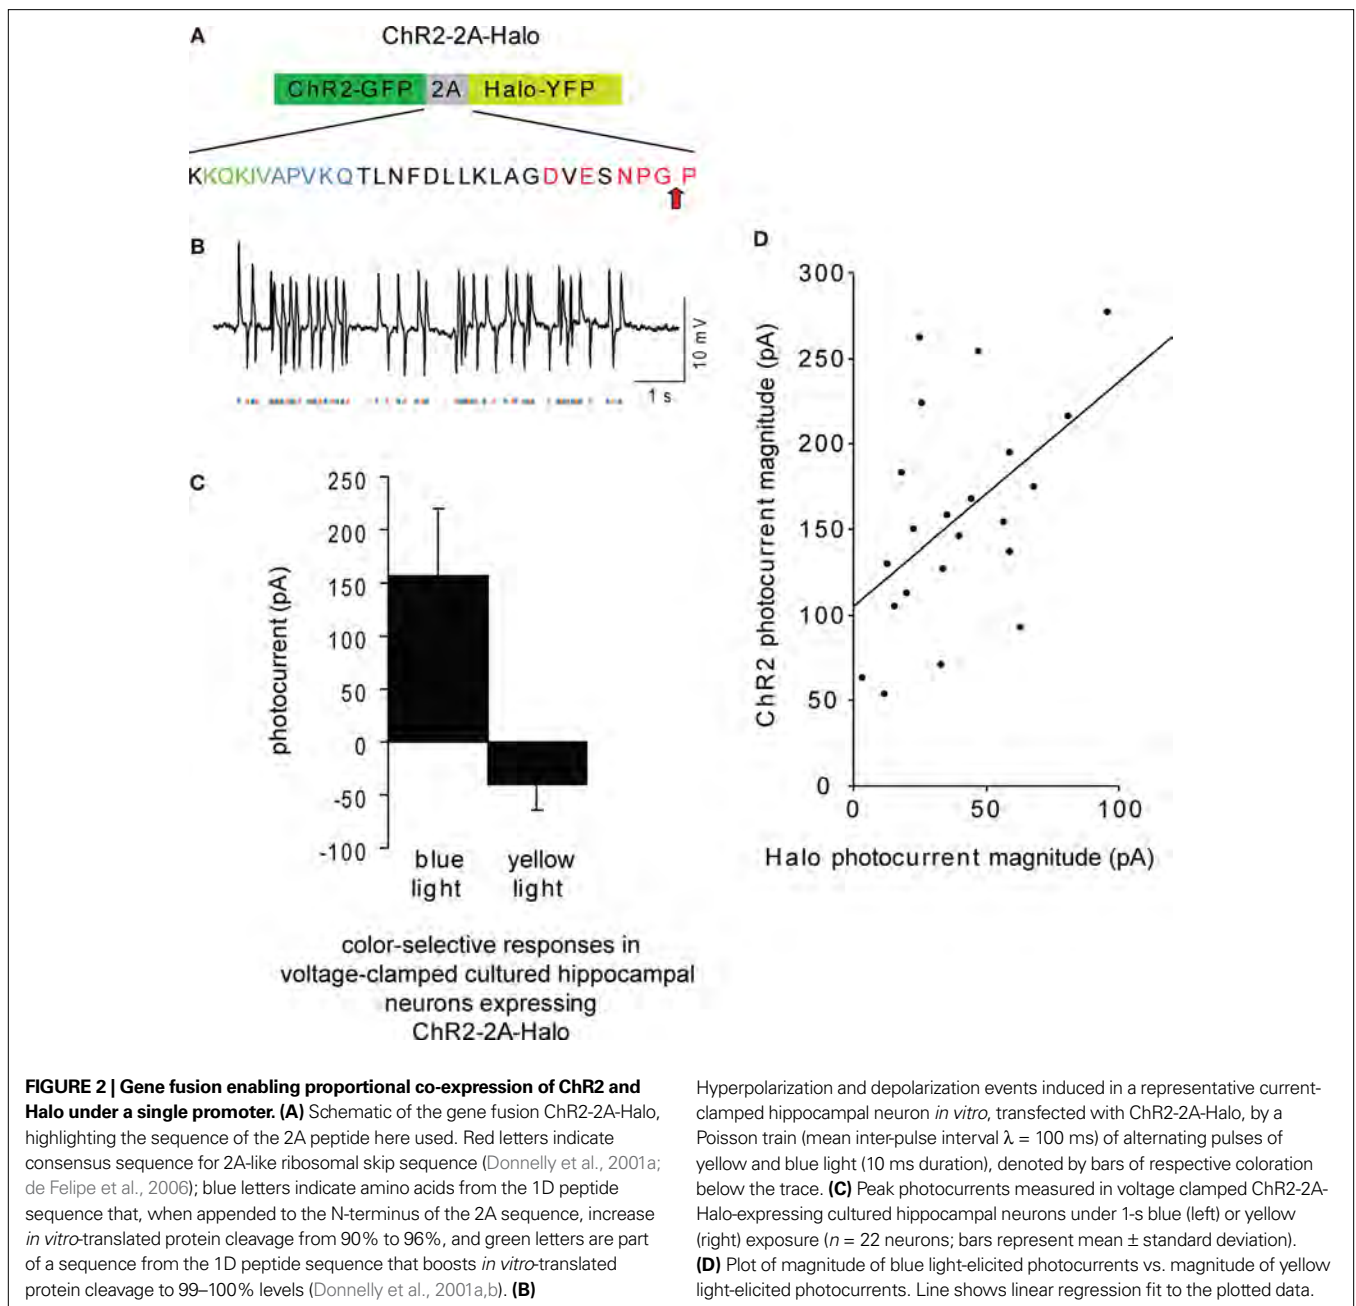 A
ChR2-2A-Halo
ChR2-GFP 2A Halo-YFP
KKQKIVAPVKQTLNFDLLKLAGDVESNPGP
B
10 mV
1 s
C
250
200
150
100
50
0
-50
-100
photocurrent (pA)
blue light
yellow light
color-selective responses in
voltage-clamped cultured hippocampal
neurons expressing
ChR2-2A-Halo
D
300
250
200
150
100
50
0
ChR2 photocurrent magnitude (pA)
0 50 100
Halo photocurrent magnitude (pA)
FIGURE 2 | Gene fusion enabling proportional co-expression of ChR2 and
Halo under a single promoter. (A) Schematic of the gene fusion ChR2-2A-Halo,
highlighting the sequence of the 2A peptide here used. Red letters indicate
consensus sequence for 2A-like ribosomal skip sequence (Donnelly et al., 2001a;
de Felipe et al., 2006); blue letters indicate amino acids from the 1D peptide
sequence that, when appended to the N-terminus of the 2A sequence, increase
in vitro-translated protein cleavage from 90% to 96%, and green letters are part
of a sequence from the 1D peptide sequence that boosts in vitro-translated
protein cleavage to 99–100% levels (Donnelly et al., 2001a,b). (B)
Hyperpolarization and depolarization events induced in a representative current-
clamped hippocampal neuron in vitro, transfected with ChR2-2A-Halo, by a
Poisson train (mean inter-pulse interval λ = 100 ms) of alternating pulses of
yellow and blue light (10 ms duration), denoted by bars of respective coloration
below the trace. (C) Peak photocurrents measured in voltage clamped ChR2-2A-
Halo-expressing cultured hippocampal neurons under 1-s blue (left) or yellow
(right) exposure (n = 22 neurons; bars represent mean ± standard deviation).
(D) Plot of magnitude of blue light-elicited photocurrents vs. magnitude of yellow
light-elicited photocurrents. Line shows linear regression fit to the plotted data.